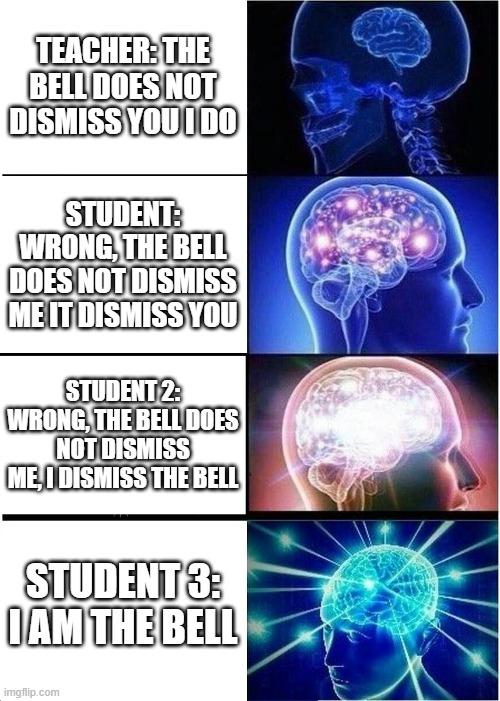 TEACHER: THE
BELL DOES NOT
DISMISS YOU I DO
STUDENT:
WRONG, THE BELL
DOES NOT DISMISS
ME IT DISMISS YOU
STUDENT 2:
WRONG, THE BELL DOES
NOT DISMISS
ME, I DISMISS THE BELL
STUDENT 3:
I AM THE BELL
imgflip.com